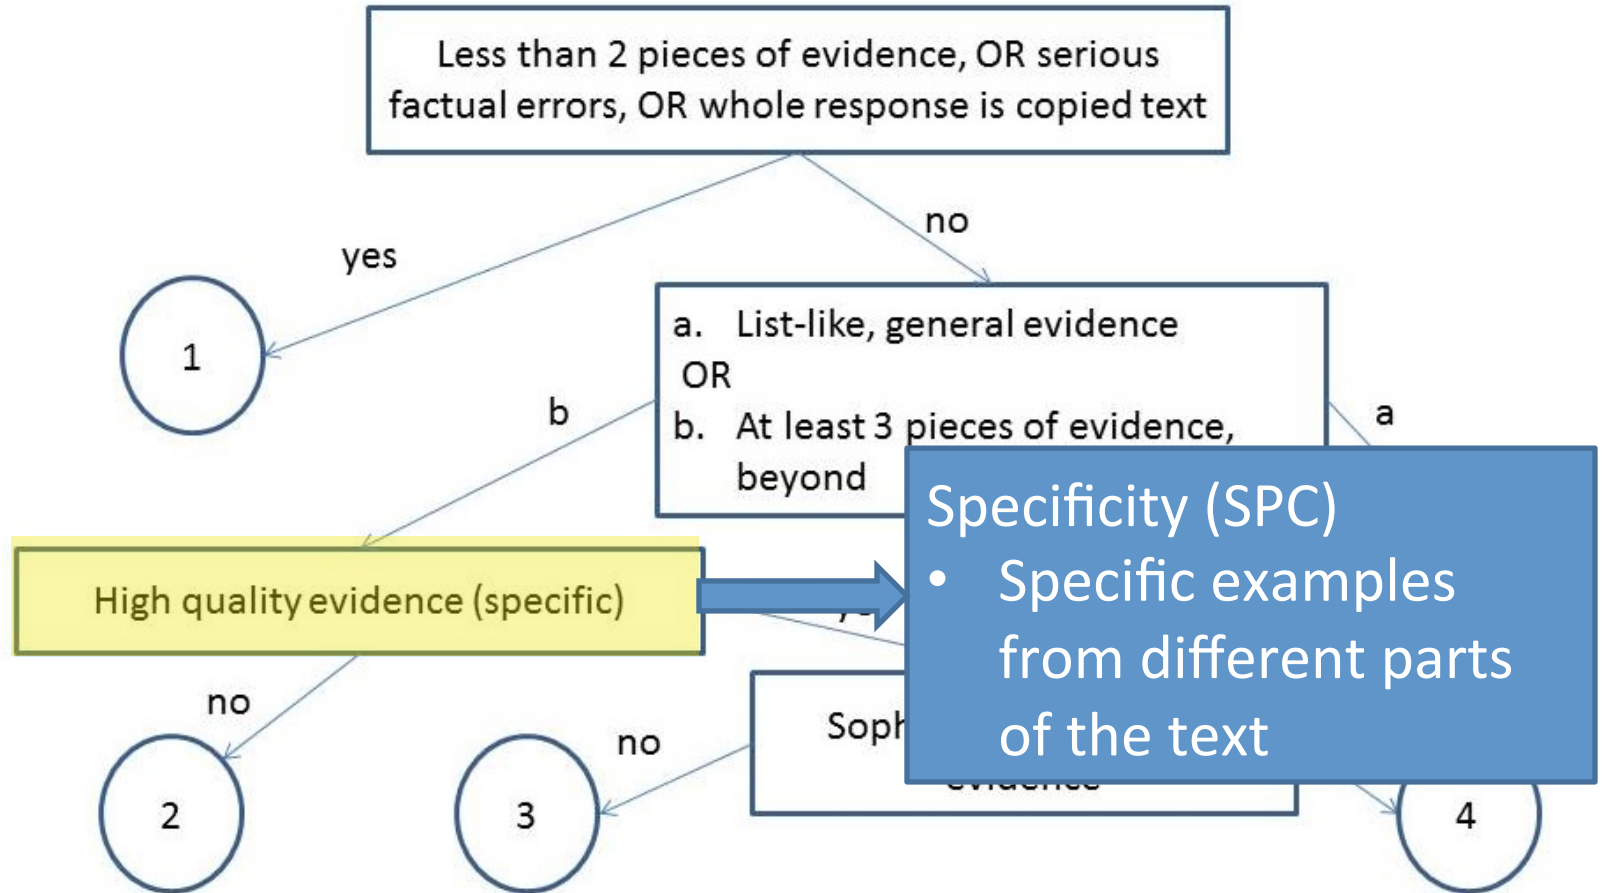 Less than 2 pieces of evidence, OR serious
factual errors, OR whole response is copied text
no
yes
a. List-like, general evidence
OR
b. At least 3 pieces of evidence,
beyond
1
b
a
Specificity (SPC)
• Specific examples
from different parts
of the text
High quality evidence (specific)
no
no
evidence
2
3
4